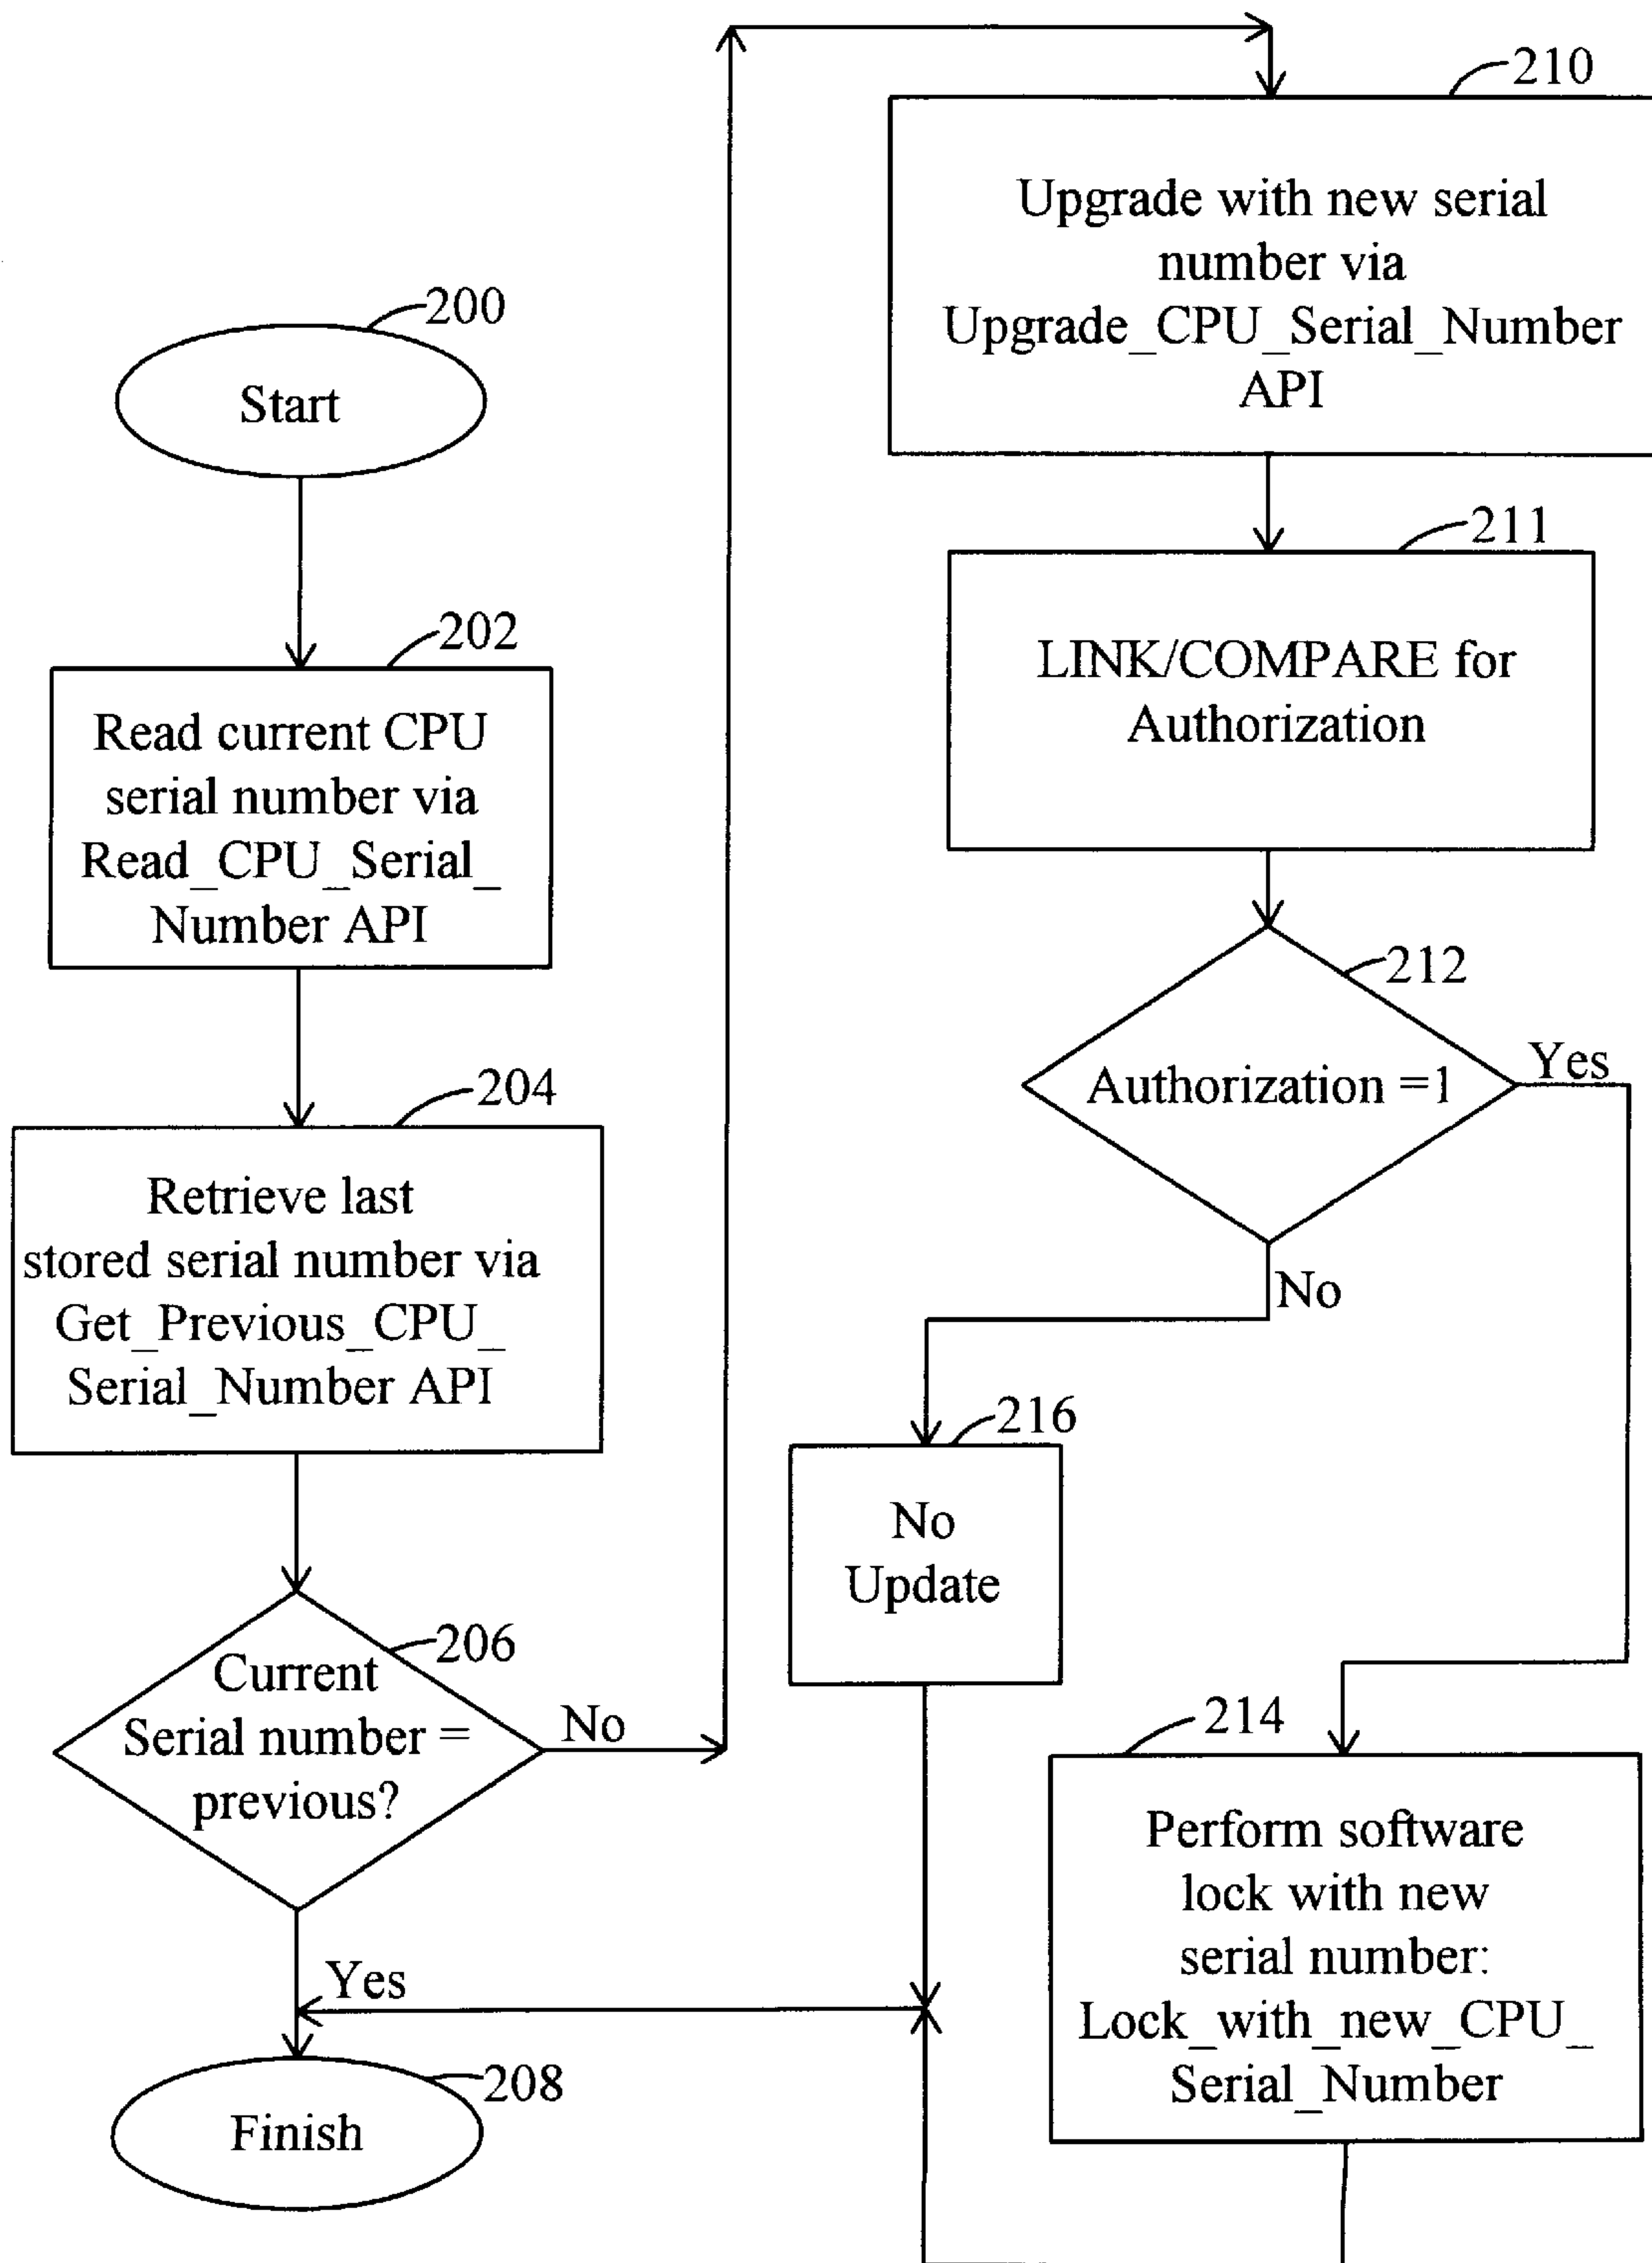 200
Start
202
Read current CPU
serial number via
Read_CPU_Serial_
Number API
204
Retrieve last
stored serial number via
Get_Previous_CPU_
Serial_Number API
206
Current
Serial number =
previous?
No
Yes
208
Finish
210
Upgrade with new serial
number via
Upgrade_CPU_Serial_Number
API
211
LINK/COMPARE for
Authorization
212
Authorization =1
Yes
No
216
No
Update
214
Perform software
lock with new
serial number:
Lock_with_new_CPU_
Serial_Number